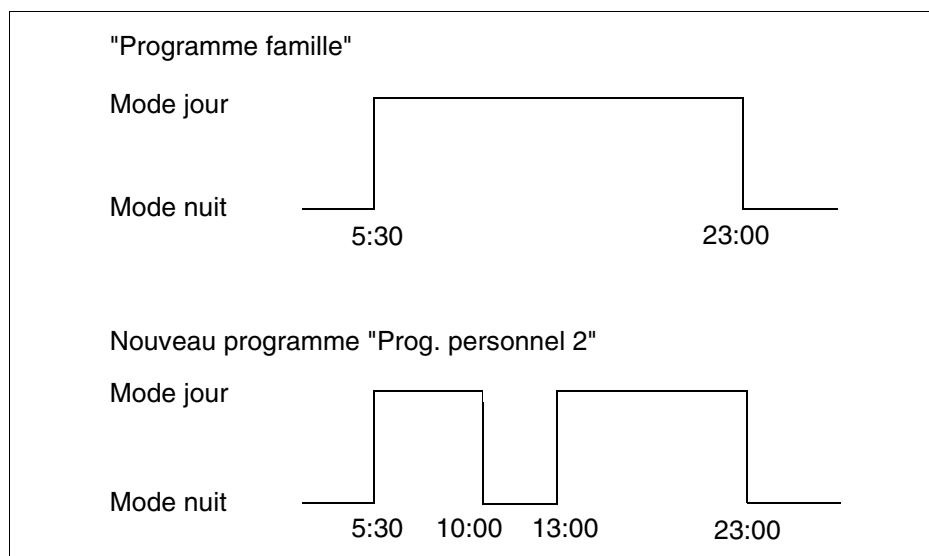 "Programme famille"
Mode jour
Mode nuit
5:30 23:00
Nouveau programme "Prog. personnel 2"
Mode jour
Mode nuit
5:30 10:00 13:00 23:00